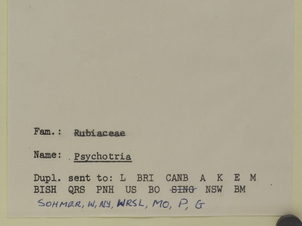 Fam.: Rubiaceae
Name: Psychotria
Dupl. sent to: L BRI CANB A K E M
BISH QRS PNH US BO SING NSW BM
SOHMER, W, NY, WRSL, MO, P, G